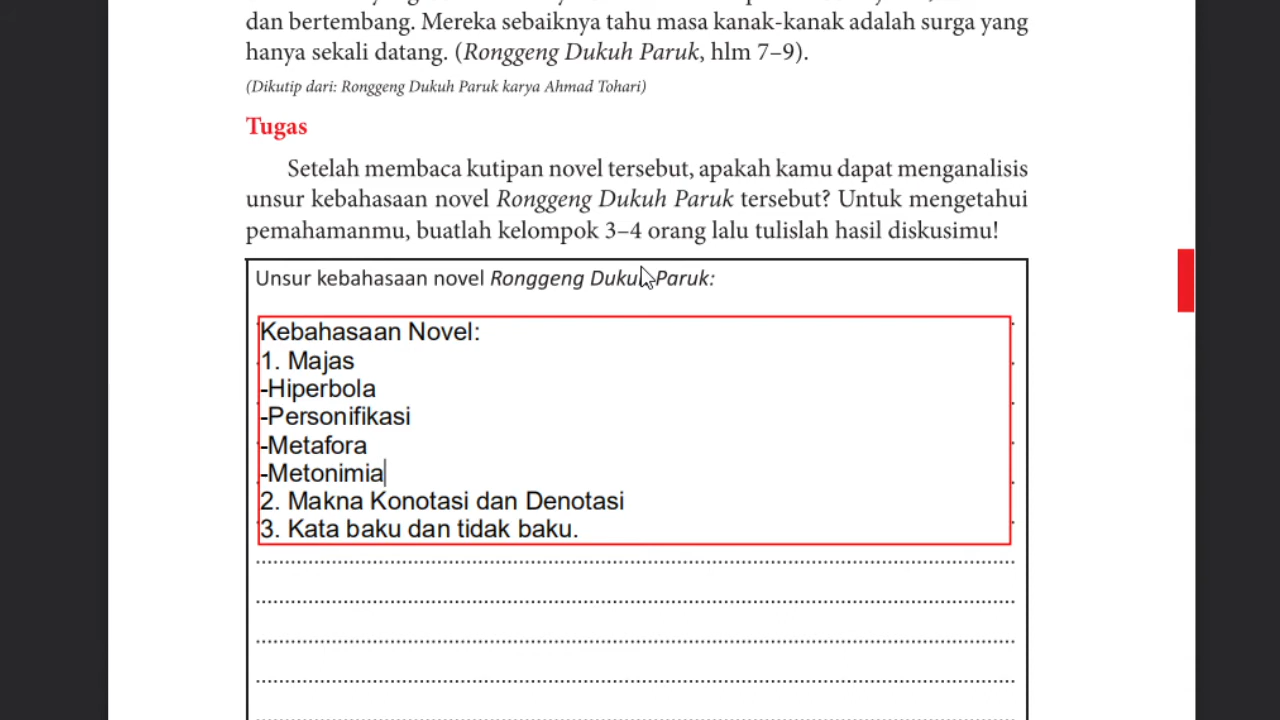 dan bertembang. Mereka sebaiknya tahu masa kanak-kanak adalah surga yang
hanya sekali datang. (Ronggeng Dukuh Paruk, hlm 7–9).
(Dikutip dari: Ronggeng Dukuh Paruk karya Ahmad Tohari)
Tugas
Setelah membaca kutipan novel tersebut, apakah kamu dapat menganalisis
unsur kebahasaan novel Ronggeng Dukuh Paruk tersebut? Untuk mengetahui
pemahamanmu, buatlah kelompok 3–4 orang lalu tulislah hasil diskusimu!
Unsur kebahasaan novel Ronggeng Dukuh Paruk:
Kebahasaan Novel:
1. Majas
-Hiperbola
-Personifikasi
-Metafora
-Metonimia
2. Makna Konotasi dan Denotasi
3. Kata baku dan tidak baku.